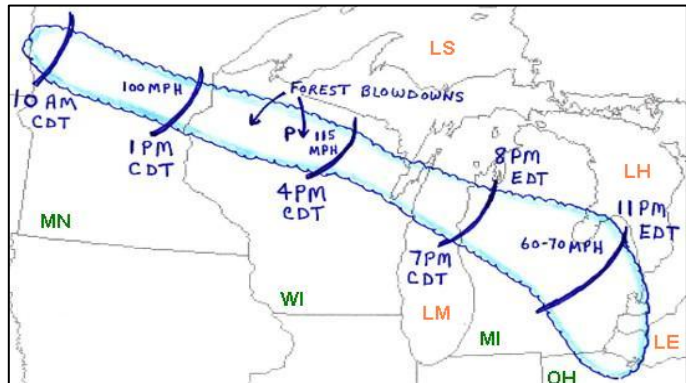 LS
100 MPH
FOREST BLOWDOWNS
10 AM
CDT
1 PM
CDT
P
115
MPH
4 PM
CDT
8 PM
EDT
LH
11 PM
EDT
MN
7 PM
CDT
60-70 MPH
WI
LM
MI
LE
OH